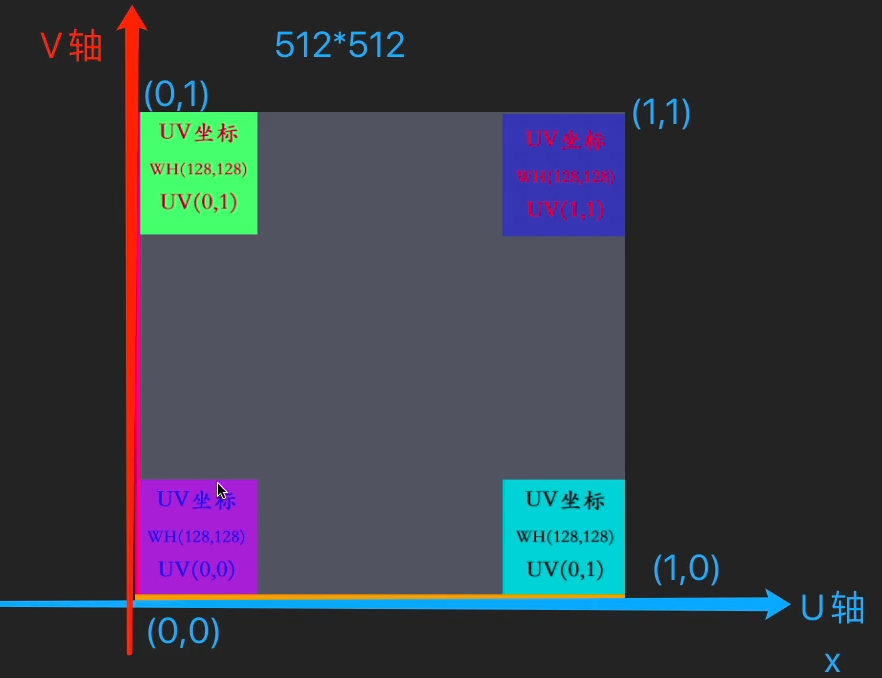 V轴
512*512
(0,1)
(1,1)
UV坐标
WH(128,128)
UV(0,1)
UV坐标
WH(128,128)
UV(1,1)
UV坐标
WH(128,128)
UV(0,0)
UV坐标
WH(128,128)
UV(0,1)
(1,0)
U轴
(0,0)
x